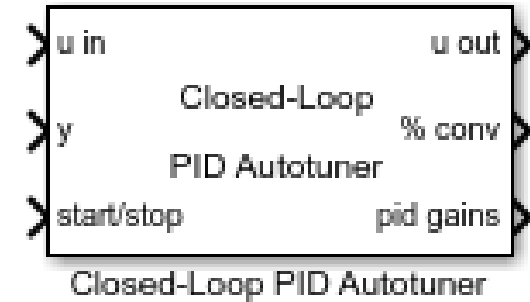 u in u out
Closed-Loop
y % conv
PID Autotuner
start/stop pid gains
Closed-Loop PID Autotuner